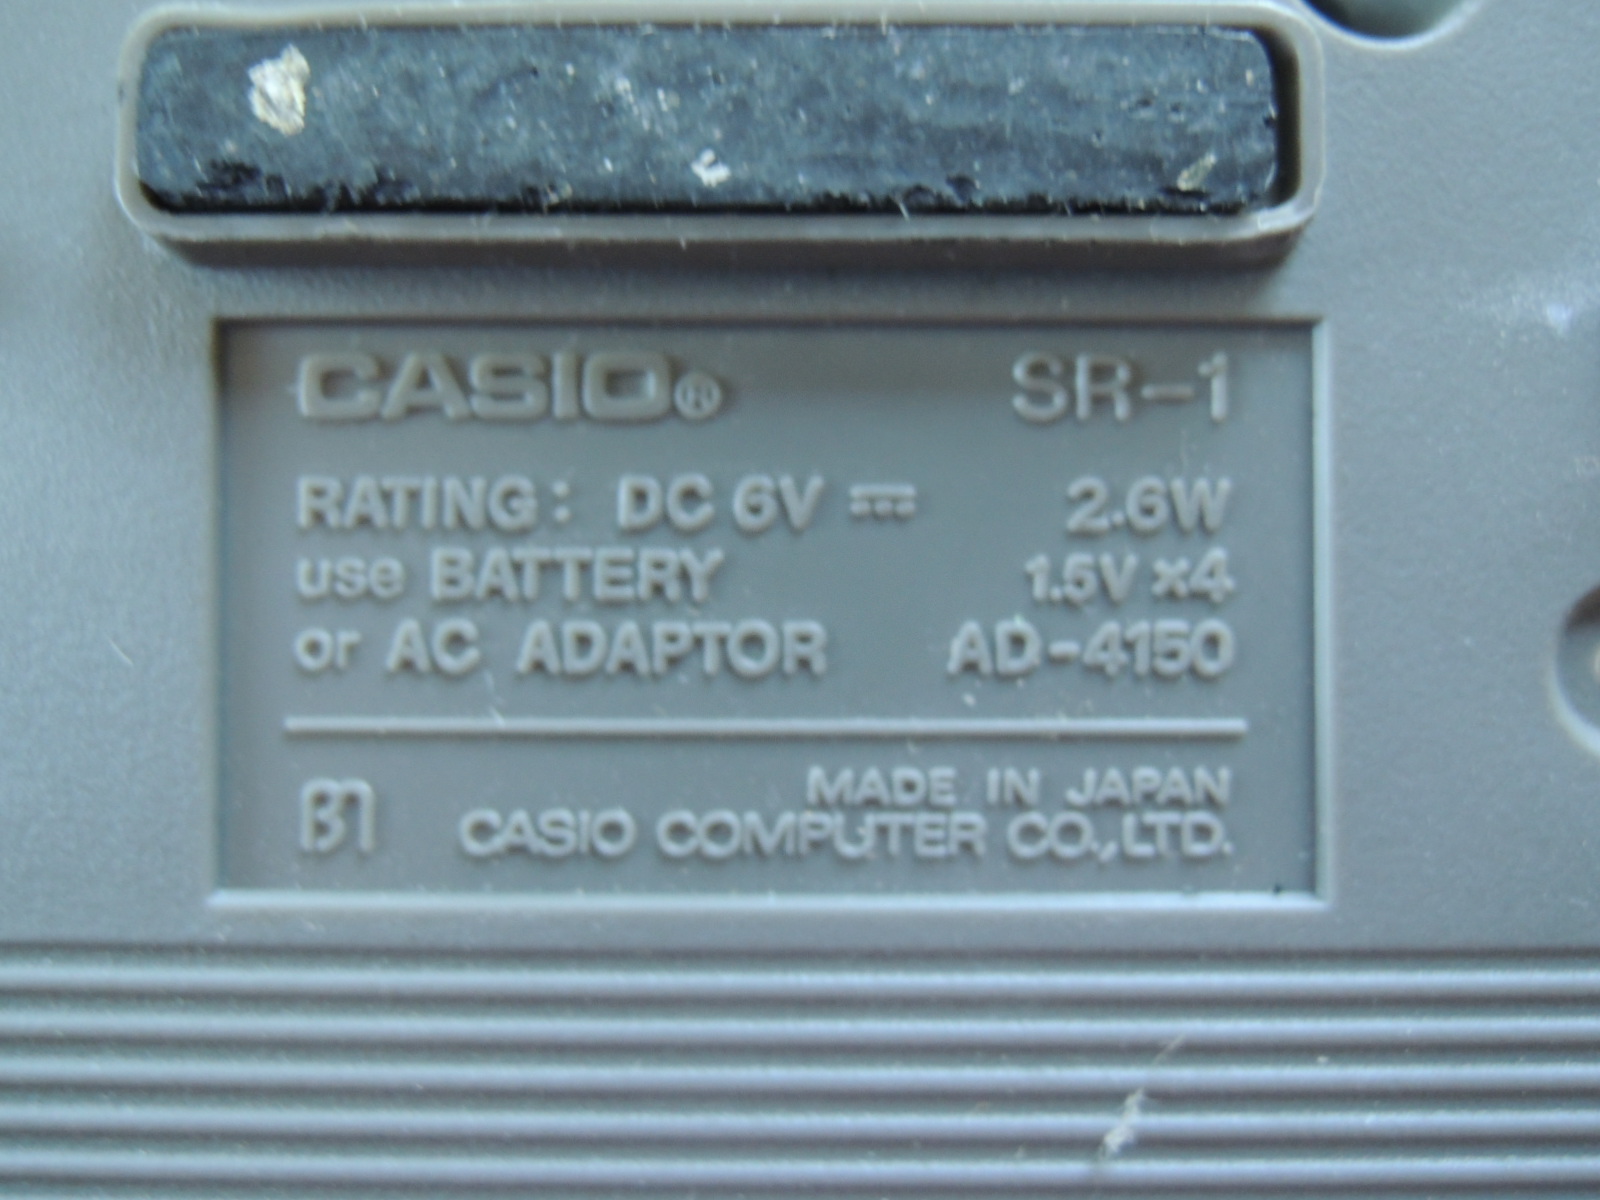 CASIO® SR-1
RATING: DC 6V ⎓ 2.6W
use BATTERY 1.5V ×4
or AC ADAPTOR AD-4150
MADE IN JAPAN
CASIO COMPUTER CO.,LTD.